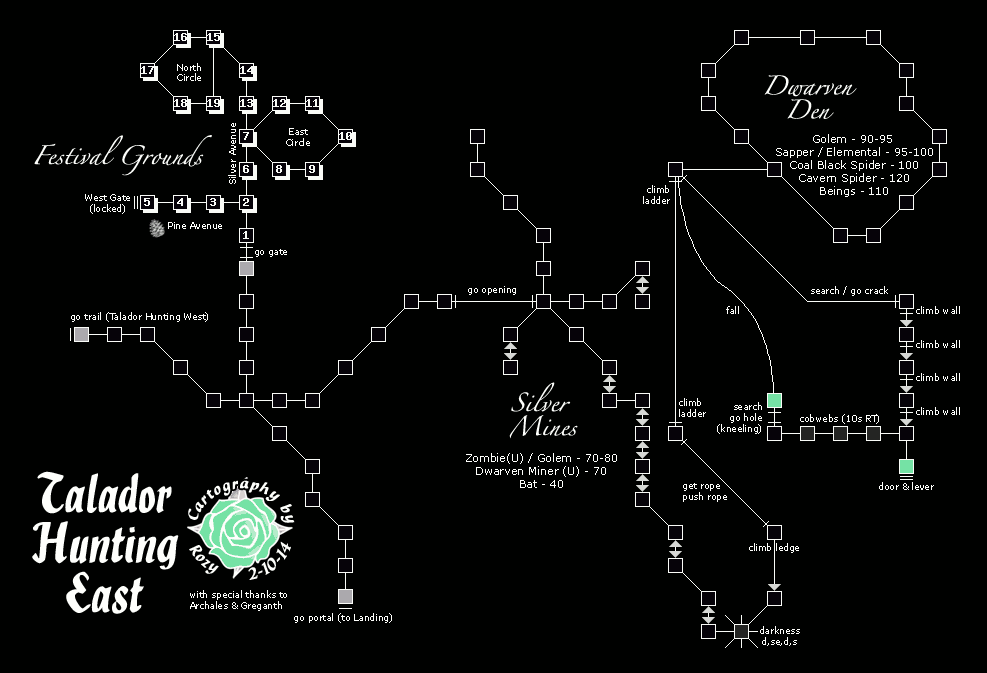 16
15
North
Circle
17
14
18
19
13
12
11
Silver Avenue
7
East
Circle
10
Festival Grounds
6
8
9
West Gate
(locked)
5
4
3
2
Pine Avenue
1
go gate
go trail (Talador Hunting West)
go opening
Dwarven
Den
Golem - 90-95
Sapper / Elemental - 95-100
Coal Black Spider - 100
Cavern Spider - 120
Beings - 110
climb
ladder
search / go crack
fall
climb wall
climb wall
climb wall
climb wall
climb
ladder
search
go hole
(kneeling)
cobwebs (10s RT)
door & lever
Silver
Mines
Zombie(U) / Golem - 70-80
Dwarven Miner (U) - 70
Bat - 40
get rope
push rope
climb ledge
darkness
d,se,d,s
Talador
Hunting
East
Cartography by
Rozy
2-10-14
with special thanks to
Archales & Greganth
go portal (to Landing)